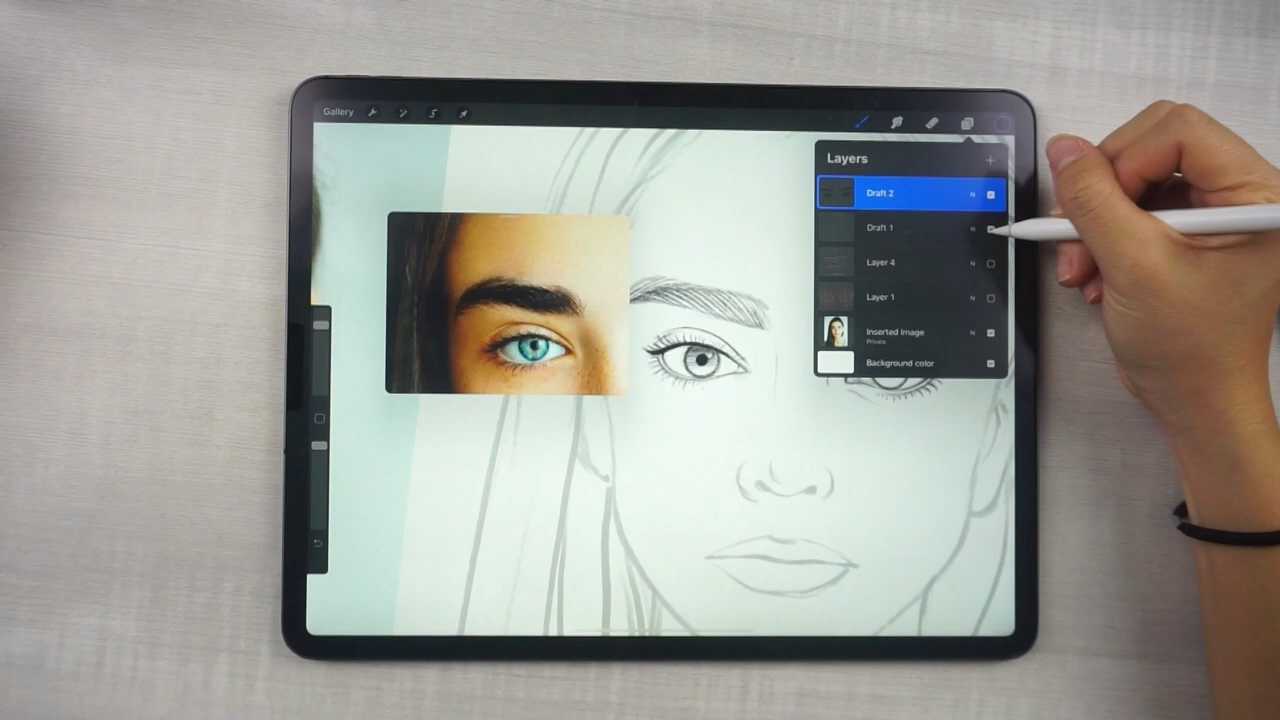 Gallery
Layers
Draft 2 N
Draft 1 N
Layer 4 N
Layer 1 N
Inserted Image N
Private
Background color